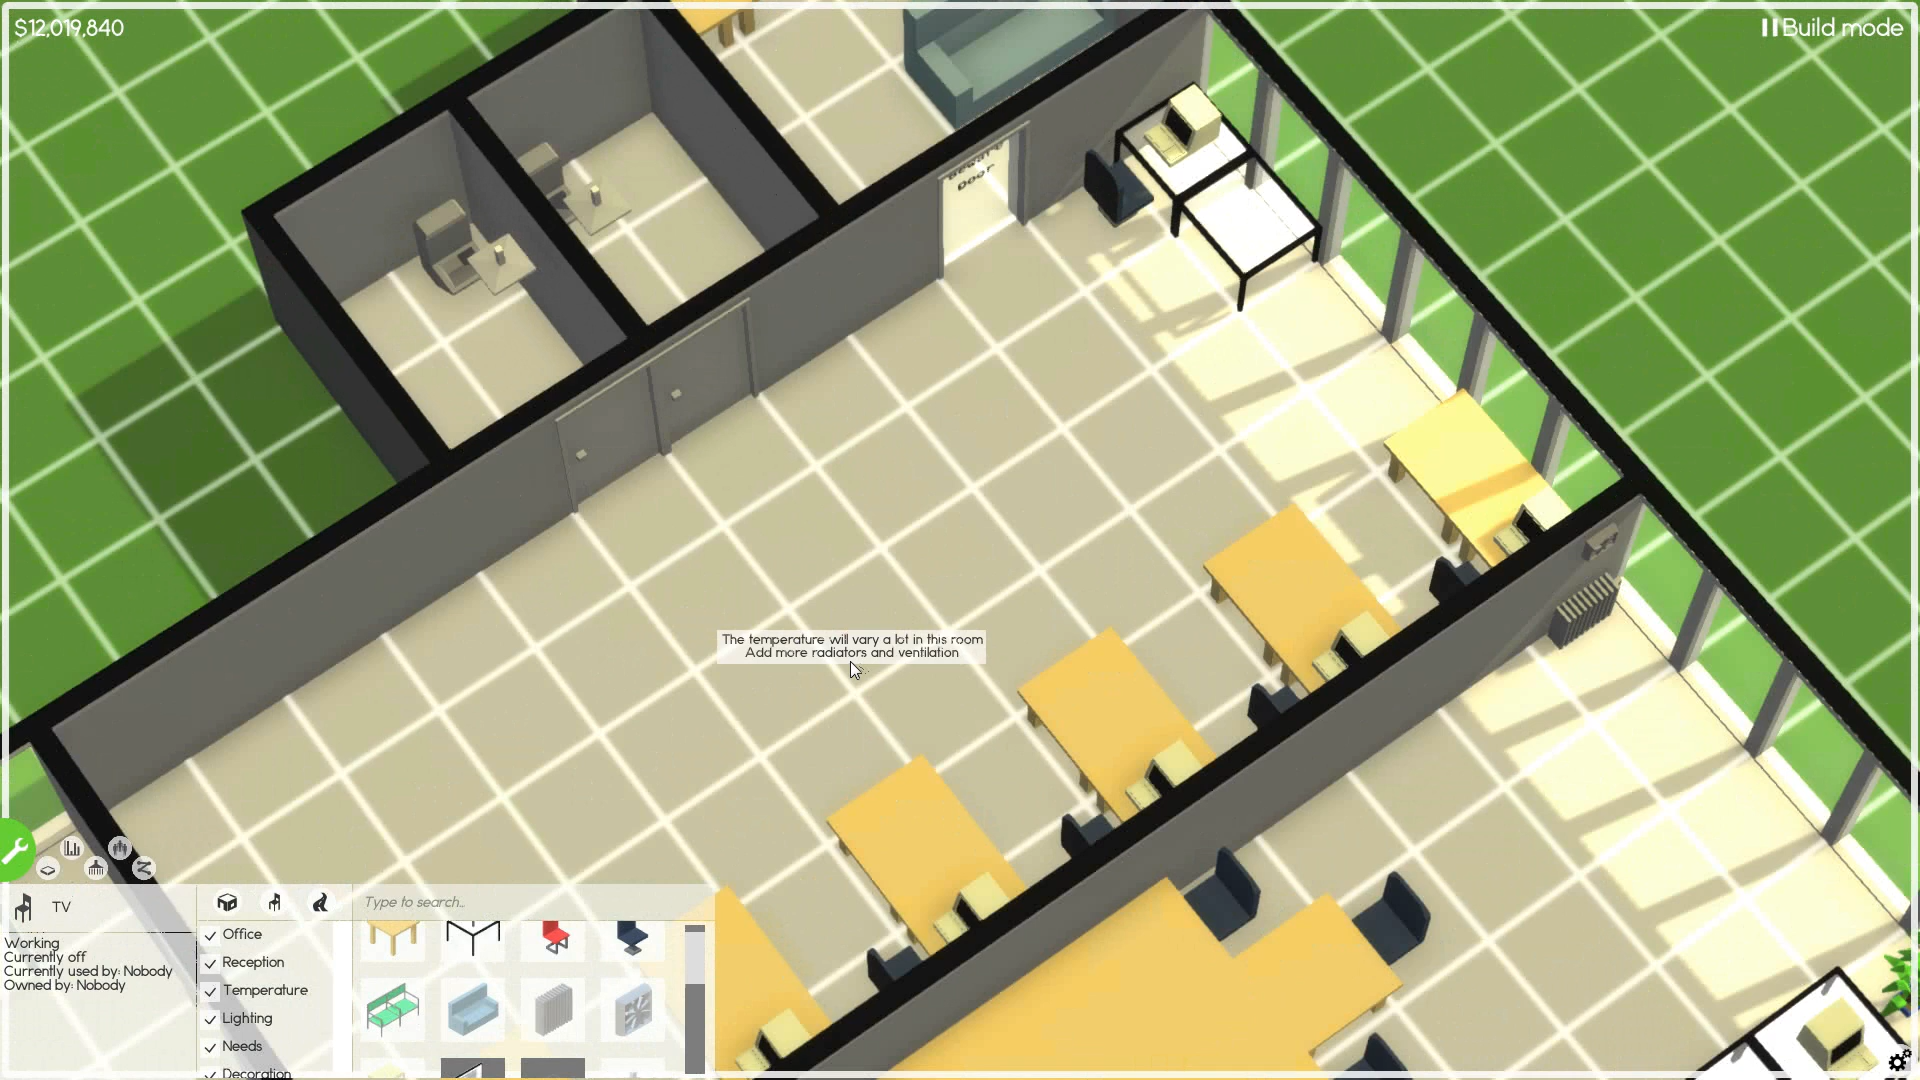 $12,019,840
Build mode
Beware
Door
The temperature will vary a lot in this room
Add more radiators and ventilation
TV
Working
Currently off
Currently used by: Nobody
Owned by: Nobody
Type to search...
Office
Reception
Temperature
Lighting
Needs
Decoration